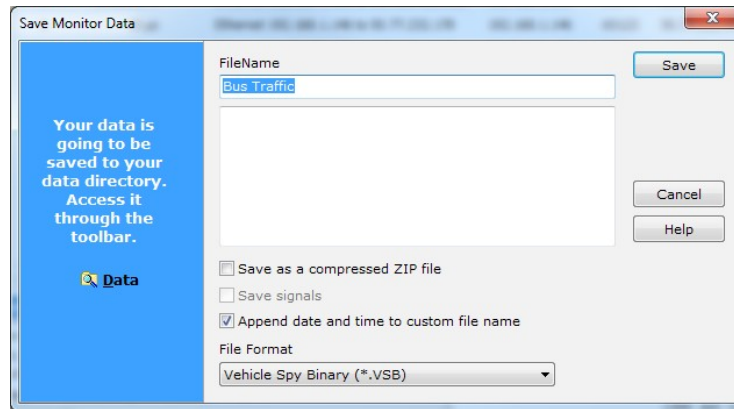 Save Monitor Data
FileName
Bus Traffic
Save
Your data is
going to be
saved to your
data directory.
Access it
through the
toolbar.
Data
Cancel
Help
Save as a compressed ZIP file
Save signals
Append date and time to custom file name
File Format
Vehicle Spy Binary (*.VSB)